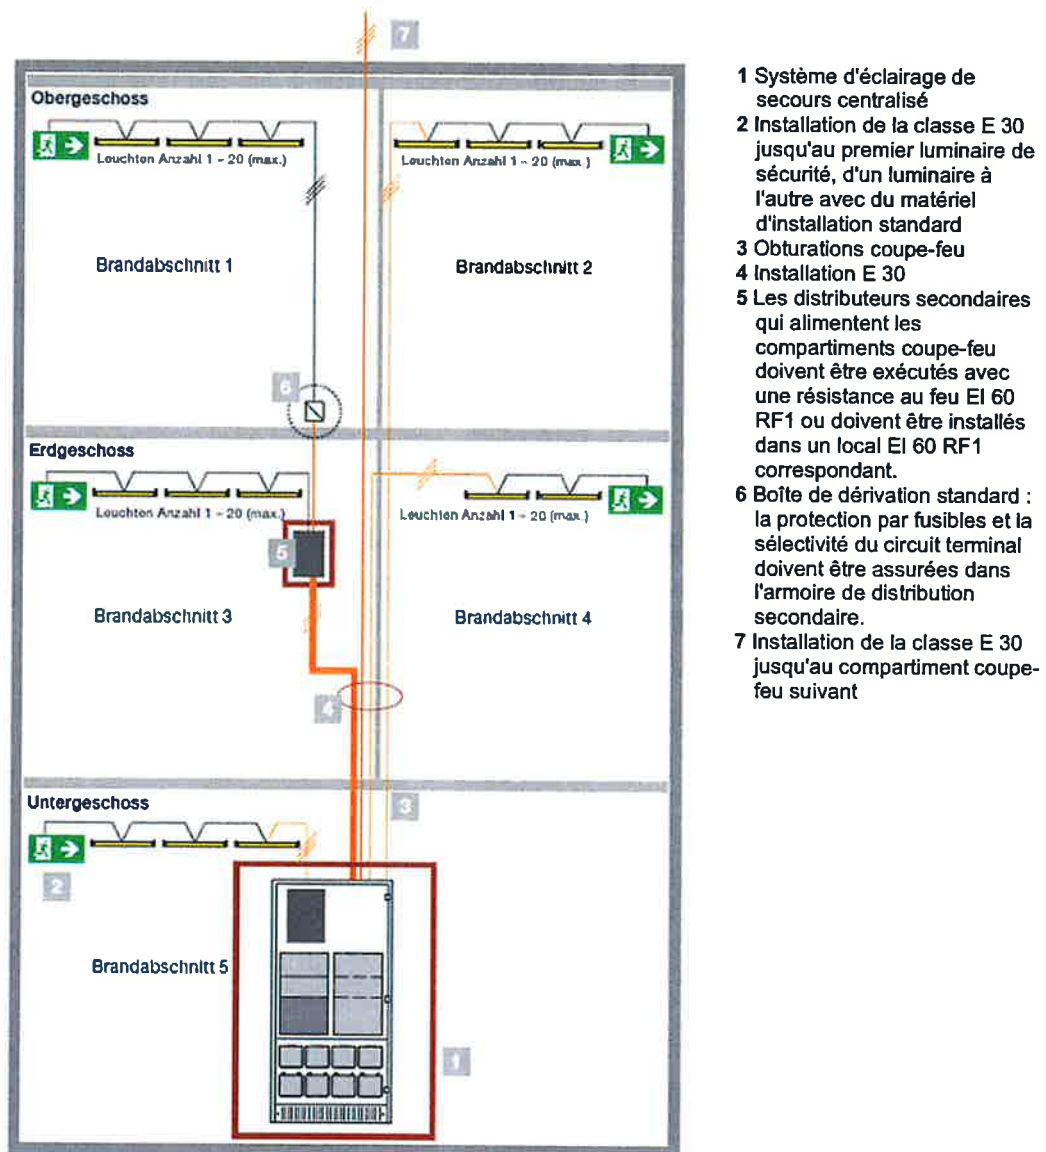 7
Obergeschoss
Leuchten Anzahl 1 - 20 (max.)
Leuchten Anzahl 1 - 20 (max.)
Brandabschnitt 1
Brandabschnitt 2
6
Erdgeschoss
Leuchten Anzahl 1 - 20 (max.)
Leuchten Anzahl 1 - 20 (max.)
5
Brandabschnitt 3
Brandabschnitt 4
4
Untergeschoss
3
2
Brandabschnitt 5
1
1 Système d'éclairage de
secours centralisé
2 Installation de la classe E 30
jusqu'au premier luminaire de
sécurité, d'un luminaire à
l'autre avec du matériel
d'installation standard
3 Obturations coupe-feu
4 Installation E 30
5 Les distributeurs secondaires
qui alimentent les
compartiments coupe-feu
doivent être exécutés avec
une résistance au feu EI 60
RF1 ou doivent être installés
dans un local EI 60 RF1
correspondant.
6 Boîte de dérivation standard :
la protection par fusibles et la
sélectivité du circuit terminal
doivent être assurées dans
l'armoire de distribution
secondaire.
7 Installation de la classe E 30
jusqu'au compartiment coupe-
feu suivant